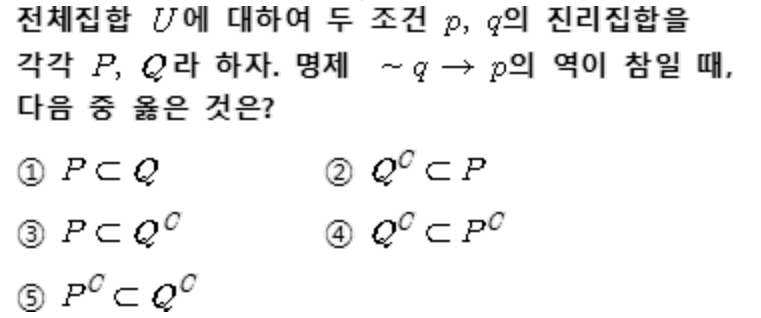 전체집합 U에 대하여 두 조건 p, q의 진리집합을
각각 P, Q라 하자. 명제 ~q → p의 역이 참일 때,
다음 중 옳은 것은?
① P ⊂ Q ② Q^C ⊂ P
③ P ⊂ Q^C ④ Q^C ⊂ P^C
⑤ P^C ⊂ Q^C